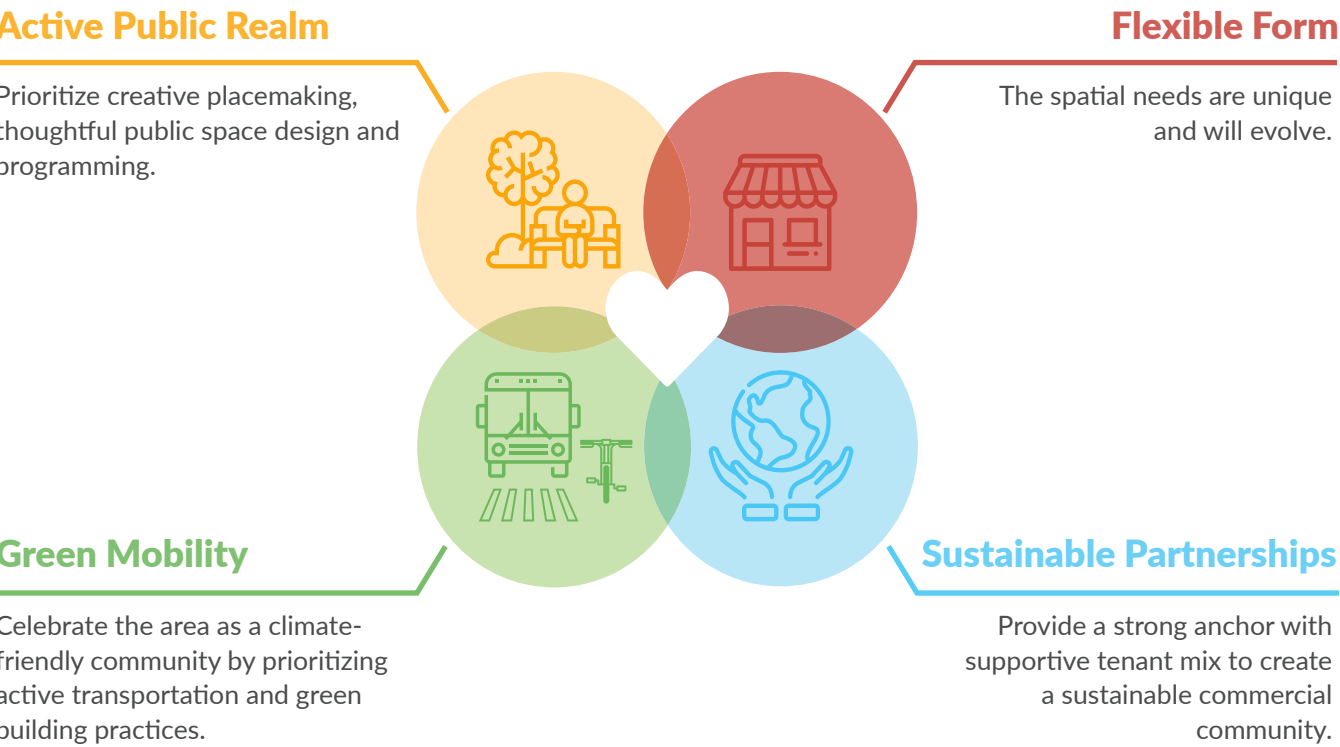 Active Public Realm
Prioritize creative placemaking,
thoughtful public space design and
programming.
Flexible Form
The spatial needs are unique
and will evolve.
Green Mobility
Celebrate the area as a climate-
friendly community by prioritizing
active transportation and green
building practices.
Sustainable Partnerships
Provide a strong anchor with
supportive tenant mix to create
a sustainable commercial
community.